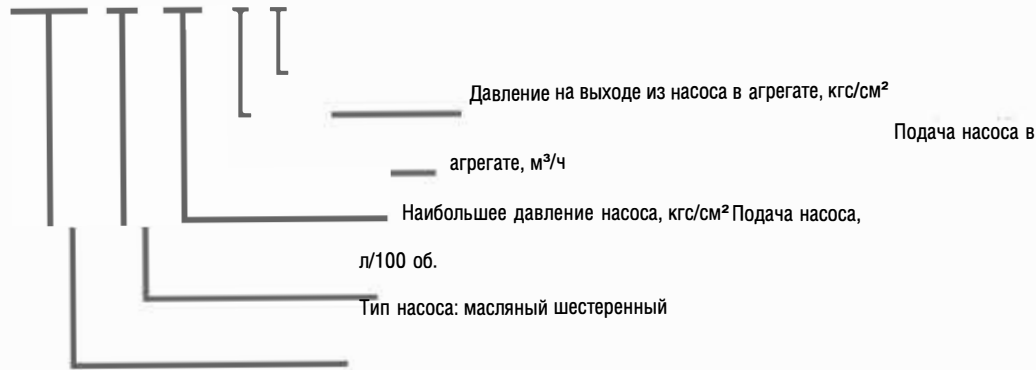 Давление на выходе из насоса в агрегате, кгс/см²
Подача насоса в
агрегате, м³/ч
Наибольшее давление насоса, кгс/см² Подача насоса,
л/100 об.
Тип насоса: масляный шестеренный